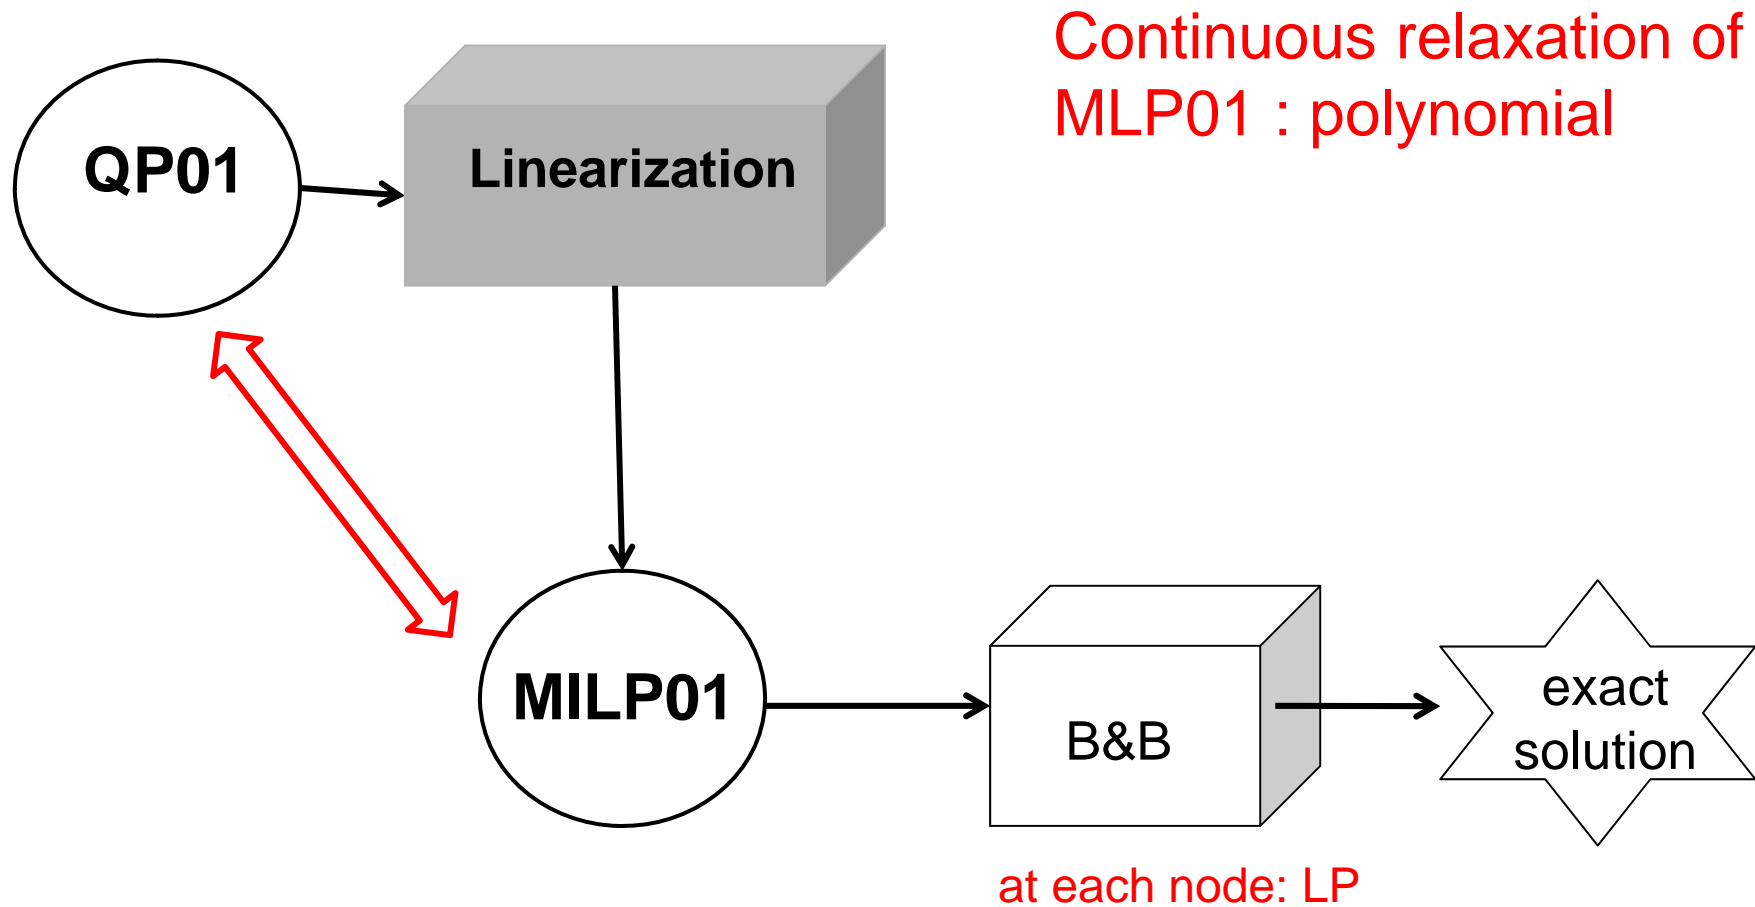 Continuous relaxation of
MLP01 : polynomial
QP01
Linearization
MILP01
B&B
exact
solution
at each node: LP